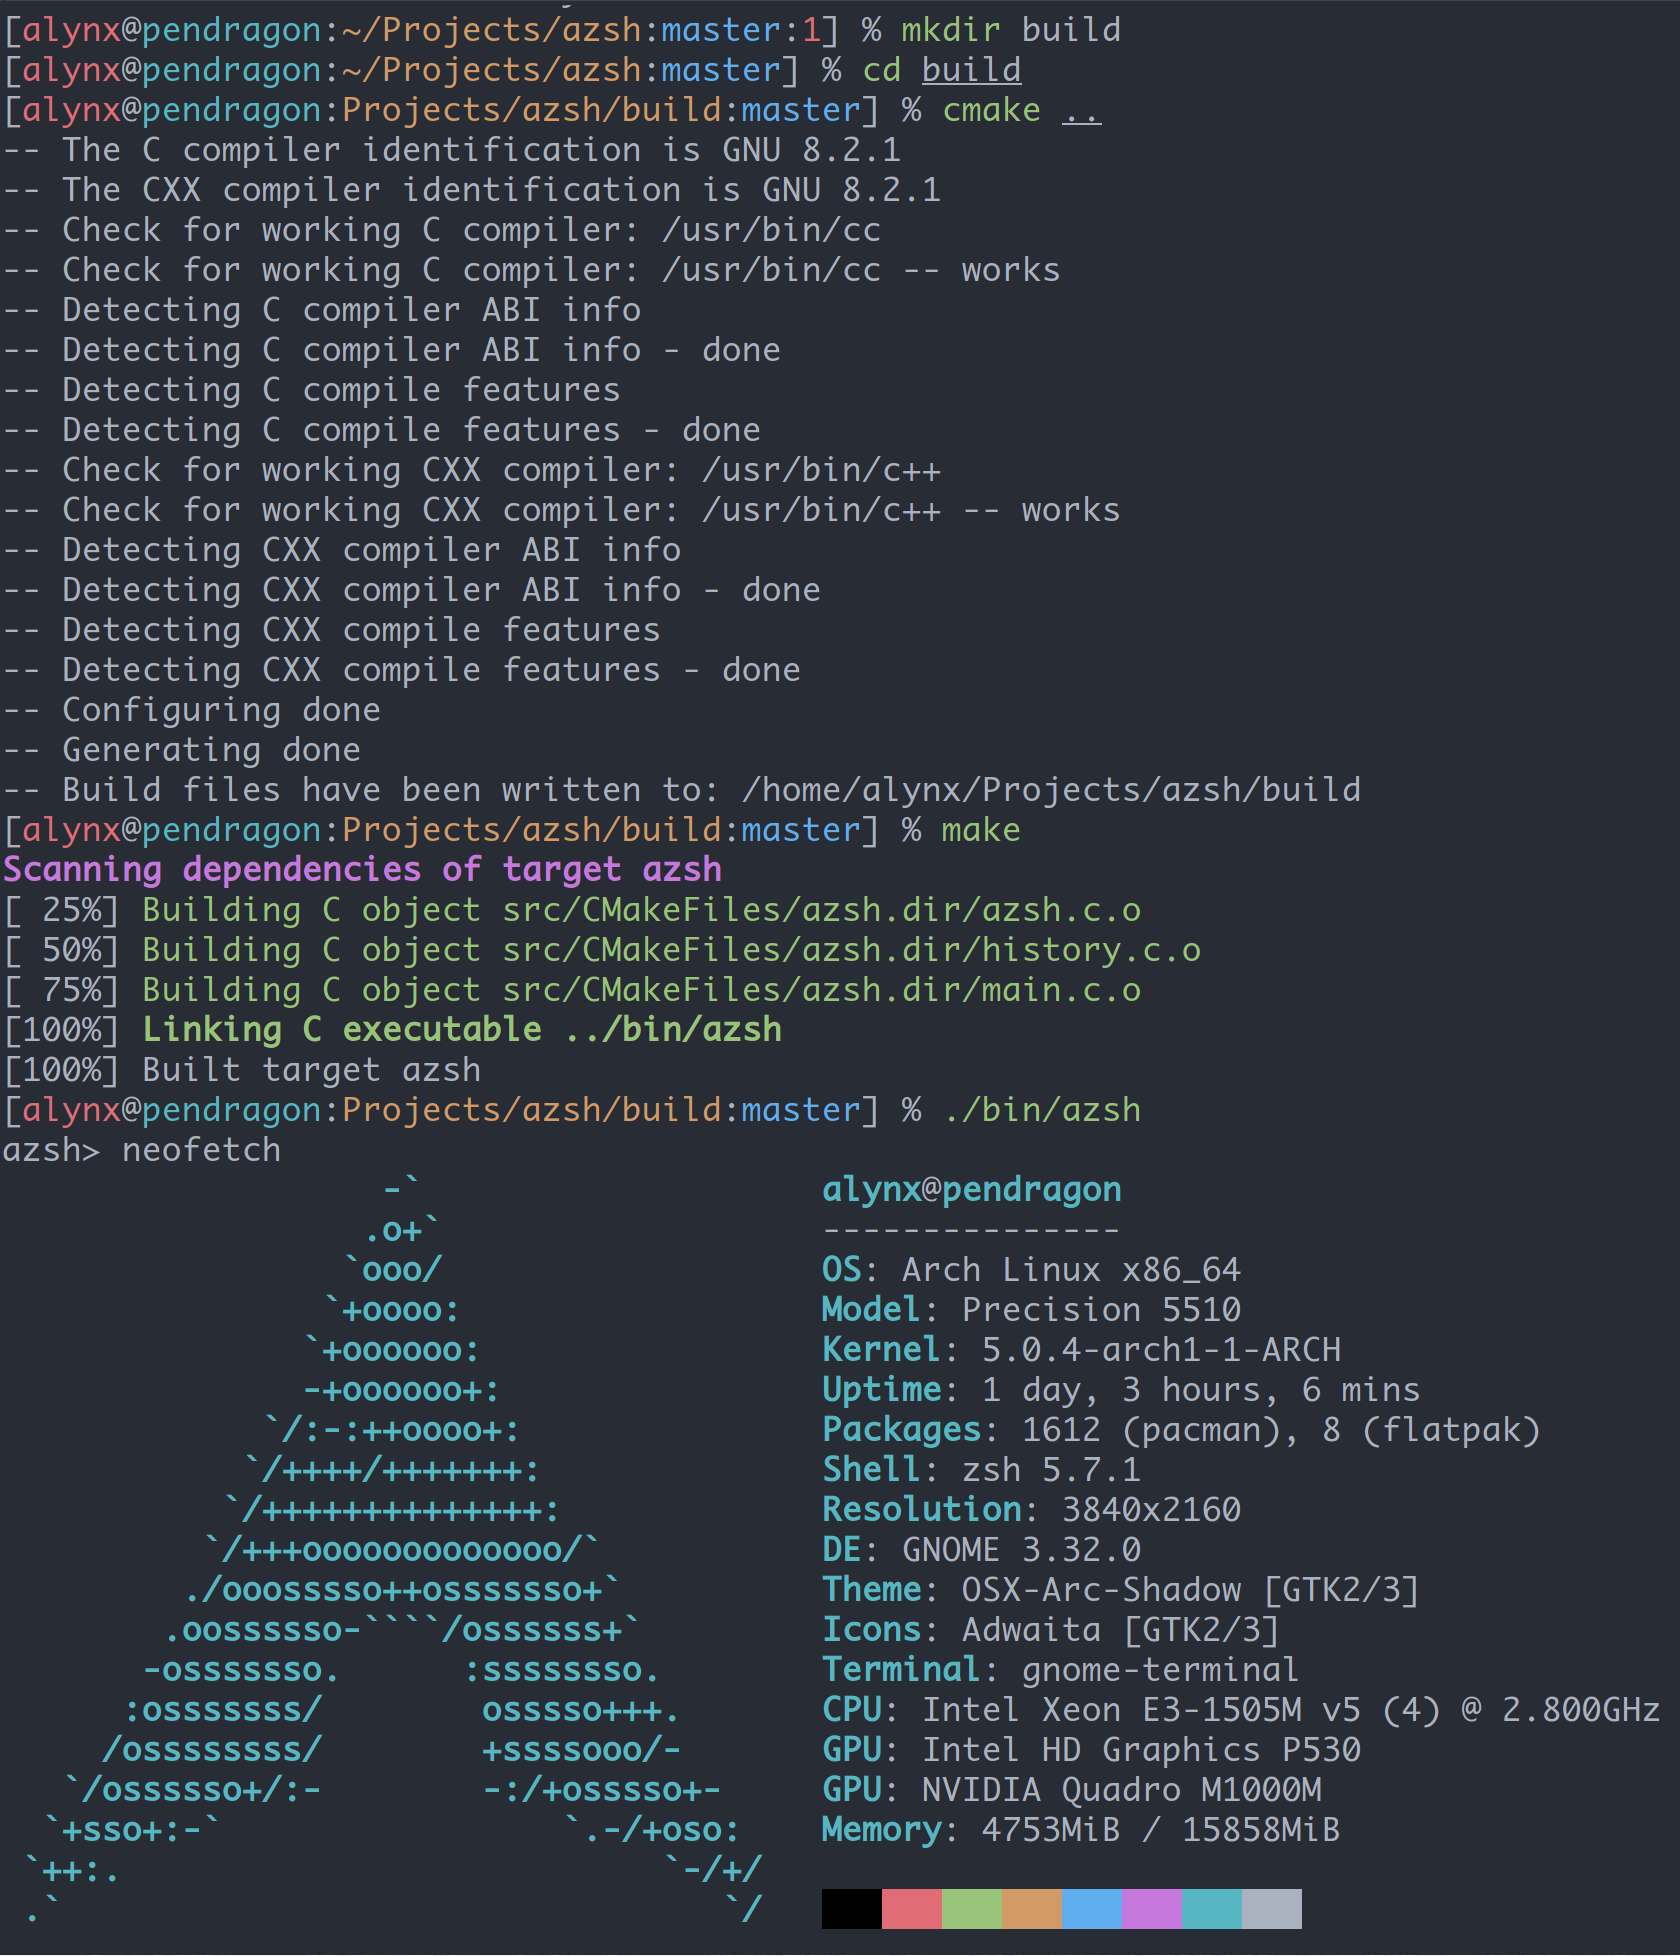 [alynx@pendragon:~/Projects/azsh:master:1] % mkdir build
[alynx@pendragon:~/Projects/azsh:master] % cd build
[alynx@pendragon:Projects/azsh/build:master] % cmake ..
-- The C compiler identification is GNU 8.2.1
-- The CXX compiler identification is GNU 8.2.1
-- Check for working C compiler: /usr/bin/cc
-- Check for working C compiler: /usr/bin/cc -- works
-- Detecting C compiler ABI info
-- Detecting C compiler ABI info - done
-- Detecting C compile features
-- Detecting C compile features - done
-- Check for working CXX compiler: /usr/bin/c++
-- Check for working CXX compiler: /usr/bin/c++ -- works
-- Detecting CXX compiler ABI info
-- Detecting CXX compiler ABI info - done
-- Detecting CXX compile features
-- Detecting CXX compile features - done
-- Configuring done
-- Generating done
-- Build files have been written to: /home/alynx/Projects/azsh/build
[alynx@pendragon:Projects/azsh/build:master] % make
Scanning dependencies of target azsh
[ 25%] Building C object src/CMakeFiles/azsh.dir/azsh.c.o
[ 50%] Building C object src/CMakeFiles/azsh.dir/history.c.o
[ 75%] Building C object src/CMakeFiles/azsh.dir/main.c.o
[100%] Linking C executable ../bin/azsh
[100%] Built target azsh
[alynx@pendragon:Projects/azsh/build:master] % ./bin/azsh
azsh> neofetch
                   -`                    alynx@pendragon
                  .o+`                   ---------------
                 `ooo/                   OS: Arch Linux x86_64
                `+oooo:                  Model: Precision 5510
               `+oooooo:                 Kernel: 5.0.4-arch1-1-ARCH
               -+oooooo+:                Uptime: 1 day, 3 hours, 6 mins
             `/:-:++oooo+:               Packages: 1612 (pacman), 8 (flatpak)
            `/++++/+++++++:              Shell: zsh 5.7.1
           `/++++++++++++++:             Resolution: 3840x2160
          `/+++ooooooooooooo/`           DE: GNOME 3.32.0
         ./ooosssso++osssssso+`          Theme: OSX-Arc-Shadow [GTK2/3]
        .oossssso-````/ossssss+`         Icons: Adwaita [GTK2/3]
       -osssssso.      :ssssssso.        Terminal: gnome-terminal
      :osssssss/        osssso+++.       CPU: Intel Xeon E3-1505M v5 (4) @ 2.800GHz
     /ossssssss/        +ssssooo/-       GPU: Intel HD Graphics P530
   `/ossssso+/:-        -:/+osssso+-     GPU: NVIDIA Quadro M1000M
  `+sso+:-`                 `.-/+oso:    Memory: 4753MiB / 15858MiB
 `++:.                           `-/+/
 .`                                 `/